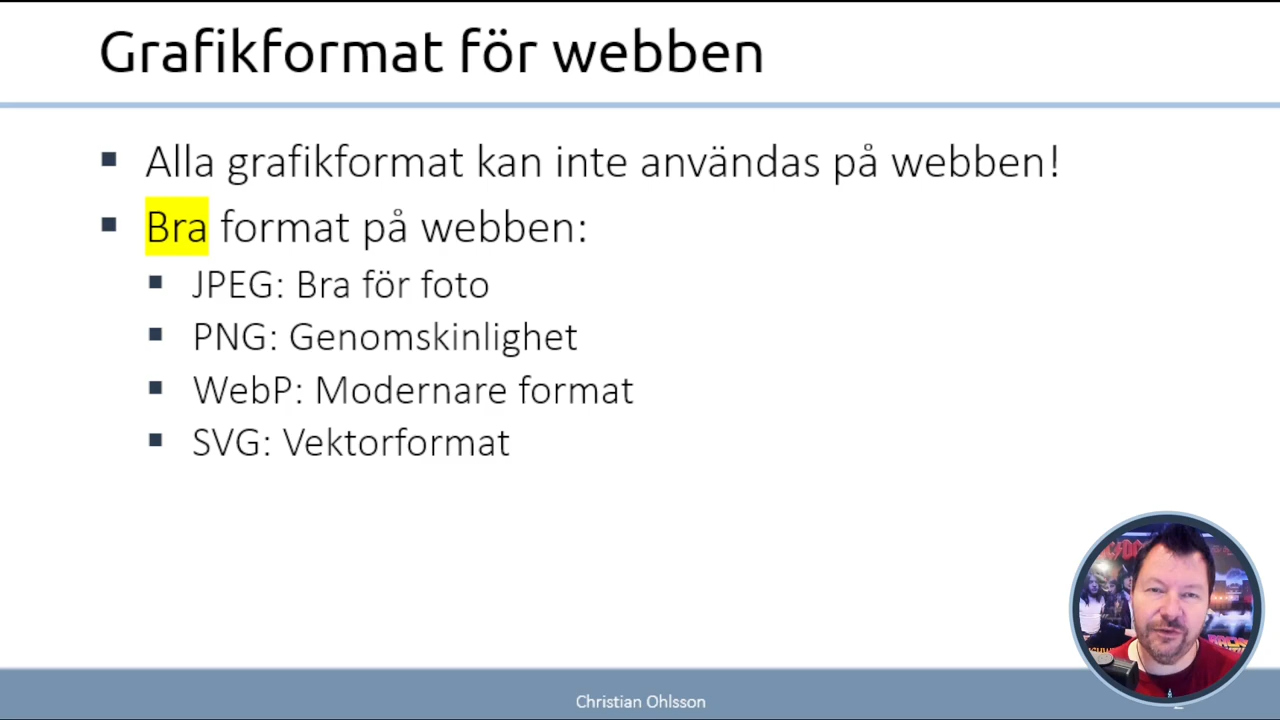 Grafikformat för webben
Alla grafikformat kan inte användas på webben!
Bra format på webben:
JPEG: Bra för foto
PNG: Genomskinlighet
WebP: Modernare format
SVG: Vektorformat
Christian Ohlsson